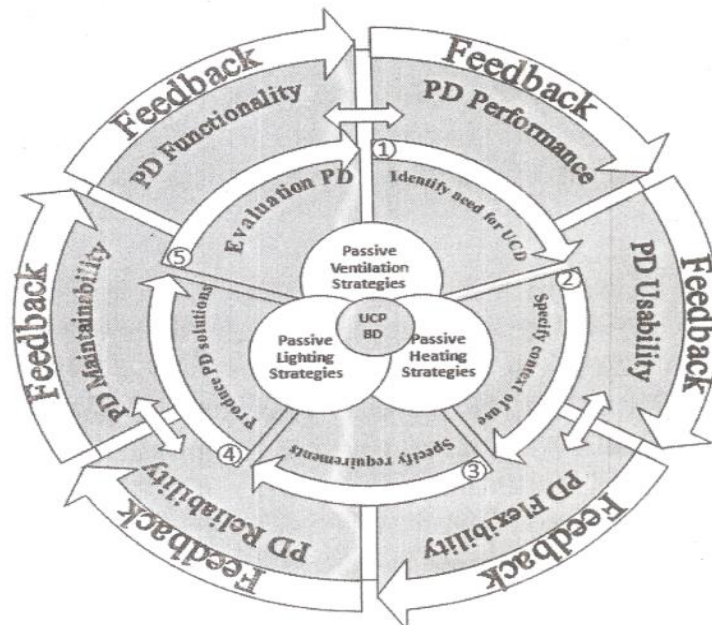 Feedback
PD Performance
Feedback
PD Usability
Feedback
PD Flexibility
Feedback
PD Reliability
Feedback
PD Maintainability
Feedback
PD Functionality
①
Identify need for UCD
②
Specify context of use
③
Specify requirements
④
Produce PD solutions
⑤
Evaluation PD
Passive
Ventilation
Strategies
UCP
BD
Passive
Lighting
Strategies
Passive
Heating
Strategies